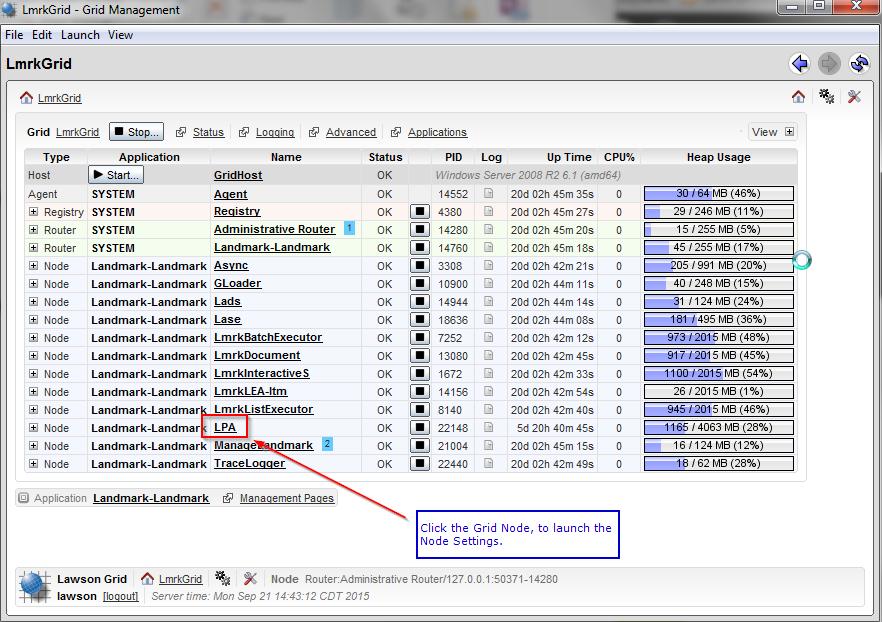 LmrkGrid - Grid Management
File Edit Launch View
LmrkGrid
LmrkGrid
Grid LmrkGrid Stop... Status Logging Advanced Applications View
Type Application Name Status PID Log Up Time CPU% Heap Usage
Host Start... GridHost OK Windows Server 2008 R2 6.1 (amd64)
Agent SYSTEM Agent OK 14552 20d 02h 45m 35s 0 30 / 64 MB (46%)
Registry SYSTEM Registry OK 4380 20d 02h 45m 27s 0 29 / 246 MB (11%)
Router SYSTEM Administrative Router 1 OK 14280 20d 02h 45m 20s 0 15 / 255 MB (5%)
Router SYSTEM Landmark-Landmark OK 14760 20d 02h 45m 18s 0 45 / 255 MB (17%)
Node Landmark-Landmark Async OK 3308 20d 02h 42m 21s 0 205 / 991 MB (20%)
Node Landmark-Landmark GLoader OK 10900 20d 02h 44m 11s 0 40 / 248 MB (15%)
Node Landmark-Landmark Lads OK 14944 20d 02h 44m 14s 0 31 / 124 MB (24%)
Node Landmark-Landmark Lase OK 18636 20d 02h 44m 08s 0 181 / 495 MB (36%)
Node Landmark-Landmark LmrkBatchExecutor OK 7252 20d 02h 42m 12s 0 973 / 2015 MB (48%)
Node Landmark-Landmark LmrkDocument OK 13080 20d 02h 42m 45s 0 917 / 2015 MB (45%)
Node Landmark-Landmark LmrkInteractiveS OK 1672 20d 02h 42m 33s 0 1100 / 2015 MB (54%)
Node Landmark-Landmark LmrkLEA-ltm OK 14156 20d 02h 42m 54s 0 26 / 2015 MB (1%)
Node Landmark-Landmark LmrkListExecutor OK 8140 20d 02h 42m 40s 0 945 / 2015 MB (46%)
Node Landmark-Landmark LPA OK 22148 5d 20h 40m 45s 0 1165 / 4063 MB (28%)
Node Landmark-Landmark ManageLandmark 2 OK 21004 20d 02h 45m 15s 0 16 / 124 MB (12%)
Node Landmark-Landmark TraceLogger OK 22440 20d 02h 42m 49s 0 18 / 62 MB (28%)
Application Landmark-Landmark Management Pages
Click the Grid Node, to launch the
Node Settings.
Lawson Grid LmrkGrid Node Router:Administrative Router/127.0.0.1:50371-14280
lawson [logout] Server time: Mon Sep 21 14:43:12 CDT 2015